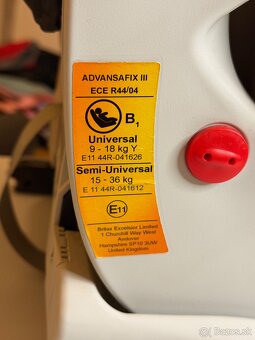 ADVANSAFIX III
ECE R44/04
B1
Universal
9 - 18 kg Y
E11 44R-041626
Semi-Universal
15 - 36 kg
E 11 44R-041612
E11
Britax Excelsior Limited
1 Churchill Way West
Andover
Hampshire SP10 3UW
United Kingdom
© bazar.sk